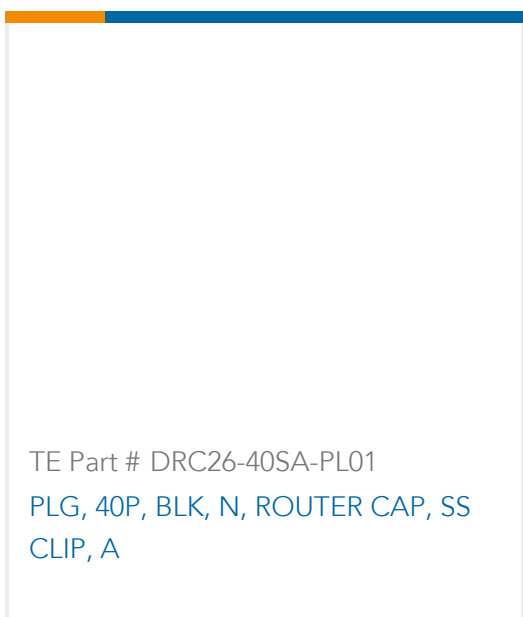 TE Part # DRC26-40SA-PL01
PLG, 40P, BLK, N, ROUTER CAP, SS
CLIP, A